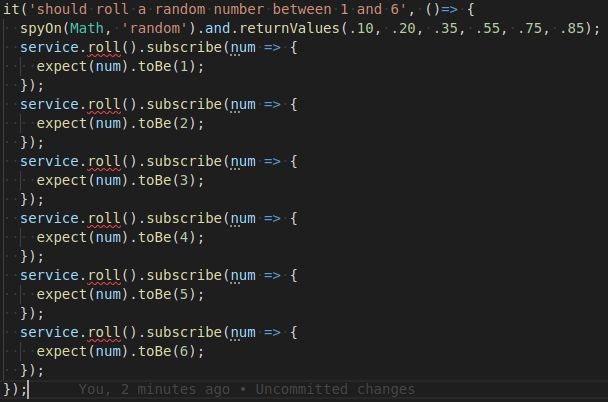 it('should roll a random number between 1 and 6', ()=> {
  spyOn(Math, 'random').and.returnValues(.10, .20, .35, .55, .75, .85);
  service.roll().subscribe(num => {
    expect(num).toBe(1);
  });
  service.roll().subscribe(num => {
    expect(num).toBe(2);
  });
  service.roll().subscribe(num => {
    expect(num).toBe(3);
  });
  service.roll().subscribe(num => {
    expect(num).toBe(4);
  });
  service.roll().subscribe(num => {
    expect(num).toBe(5);
  });
  service.roll().subscribe(num => {
    expect(num).toBe(6);
  });
});      You, 2 minutes ago • Uncommitted changes